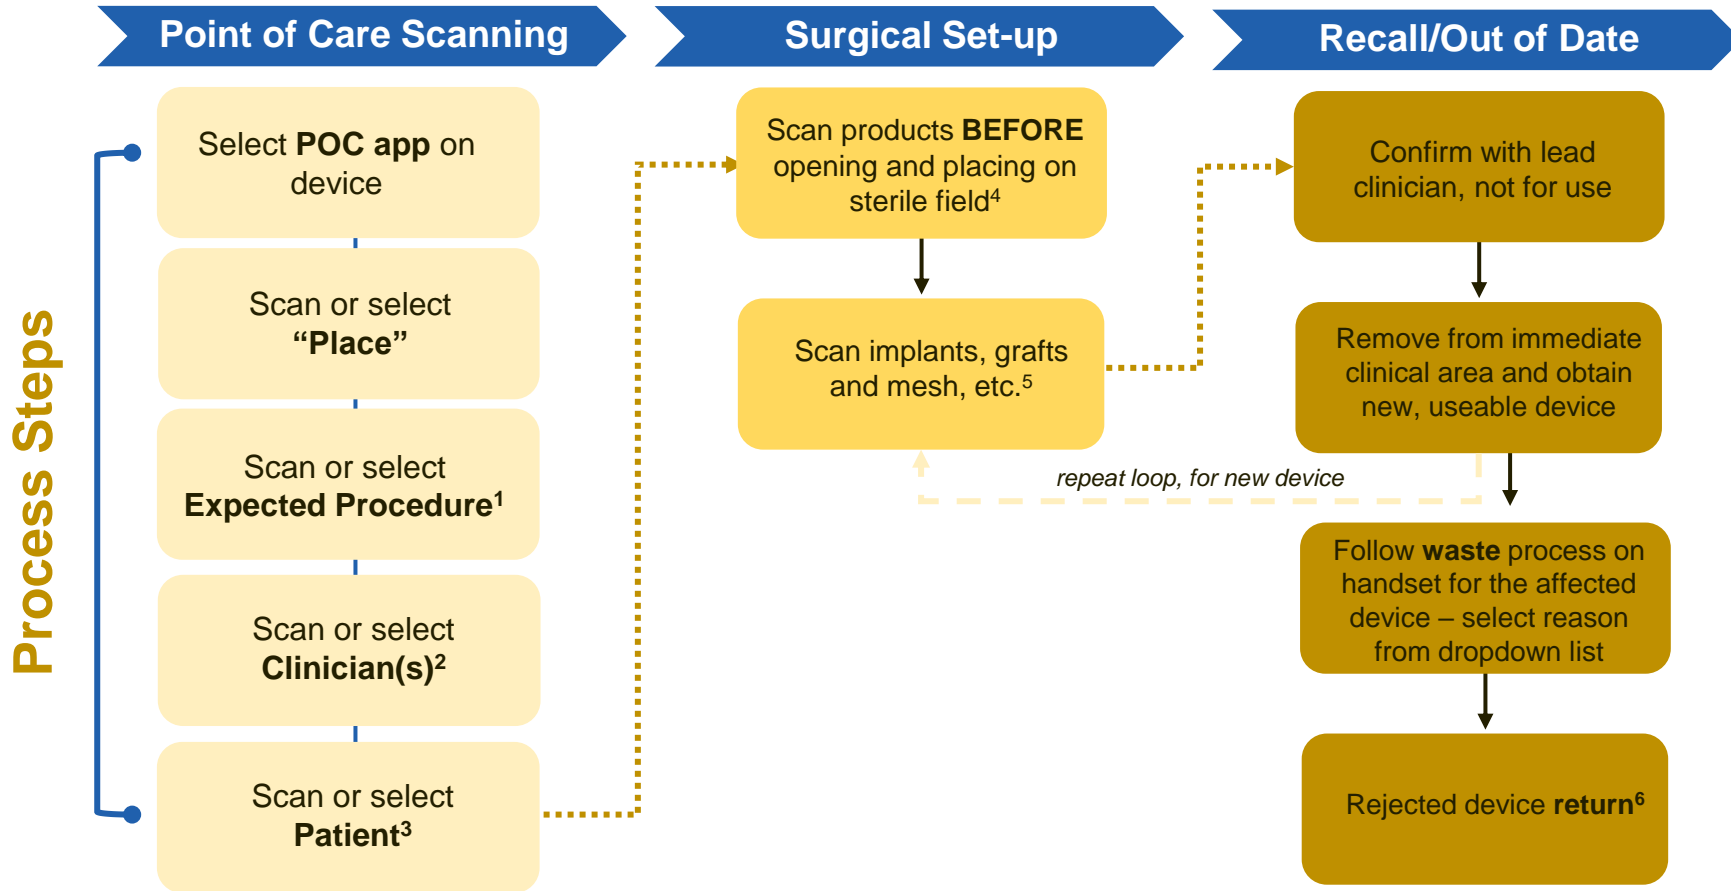 Point of Care Scanning
Surgical Set-up
Recall/Out of Date
Process Steps
Select POC app on
device
Scan or select
“Place”
Scan or select
Expected Procedure¹
Scan or select
Clinician(s)²
Scan or select
Patient³
Scan products BEFORE
opening and placing on
sterile field⁴
Scan implants, grafts
and mesh, etc.⁵
repeat loop, for new device
Confirm with lead
clinician, not for use
Remove from immediate
clinical area and obtain
new, useable device
Follow waste process on
handset for the affected
device – select reason
from dropdown list
Rejected device return⁶